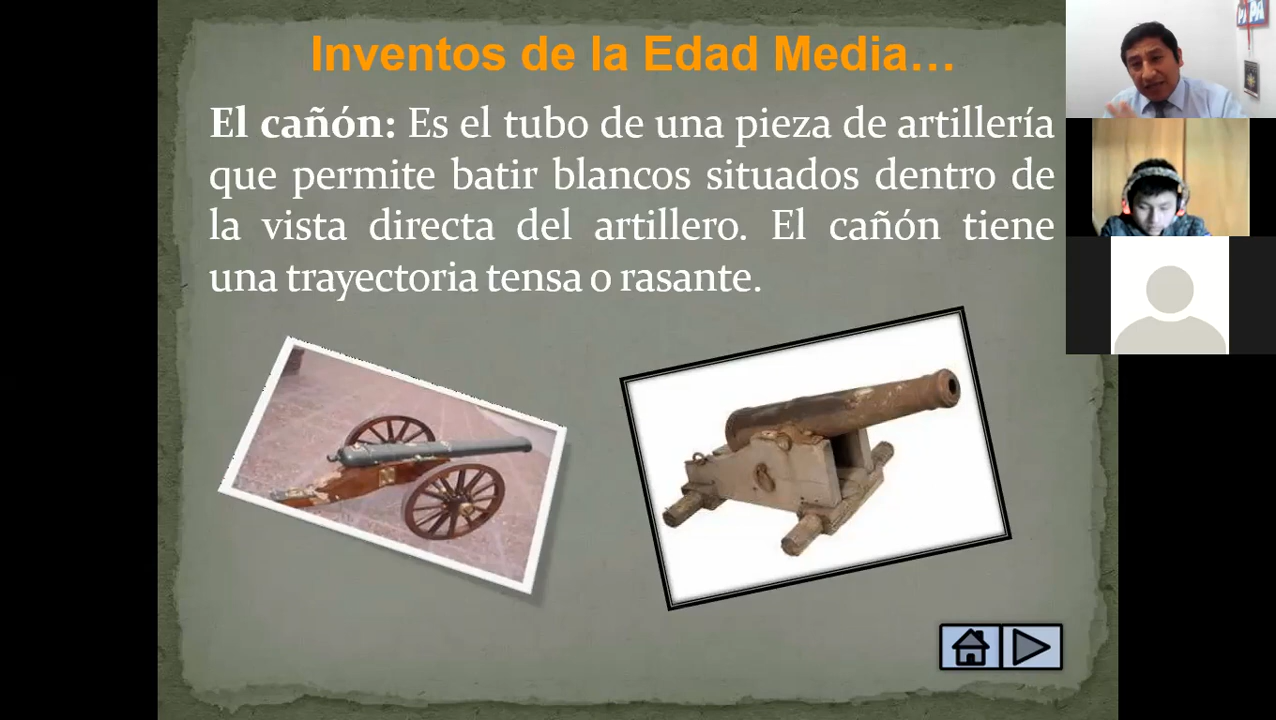 Inventos de la Edad Media…
El cañón: Es el tubo de una pieza de artillería
que permite batir blancos situados dentro de
la vista directa del artillero. El cañón tiene
una trayectoria tensa o rasante.